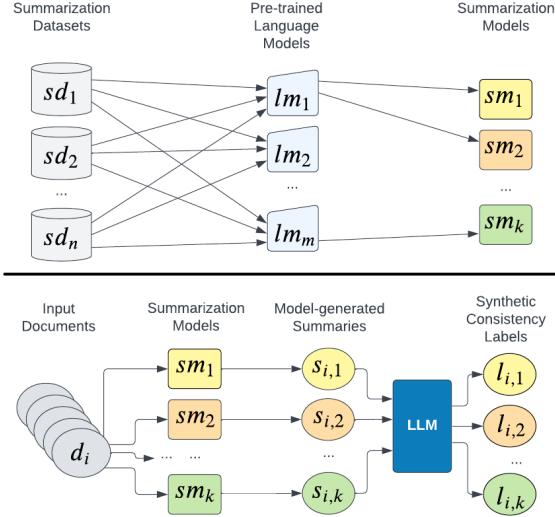 Summarization
Datasets
Pre-trained
Language
Models
Summarization
Models
sd1
lm1
sm1
sd2
lm2
sm2
...
...
...
sdn
lmm
smk
Input
Documents
Summarization
Models
Model-generated
Summaries
Synthetic
Consistency
Labels
sm1
si,1
li,1
sm2
si,2
LLM
li,2
di
... ...
...
...
smk
si,k
li,k